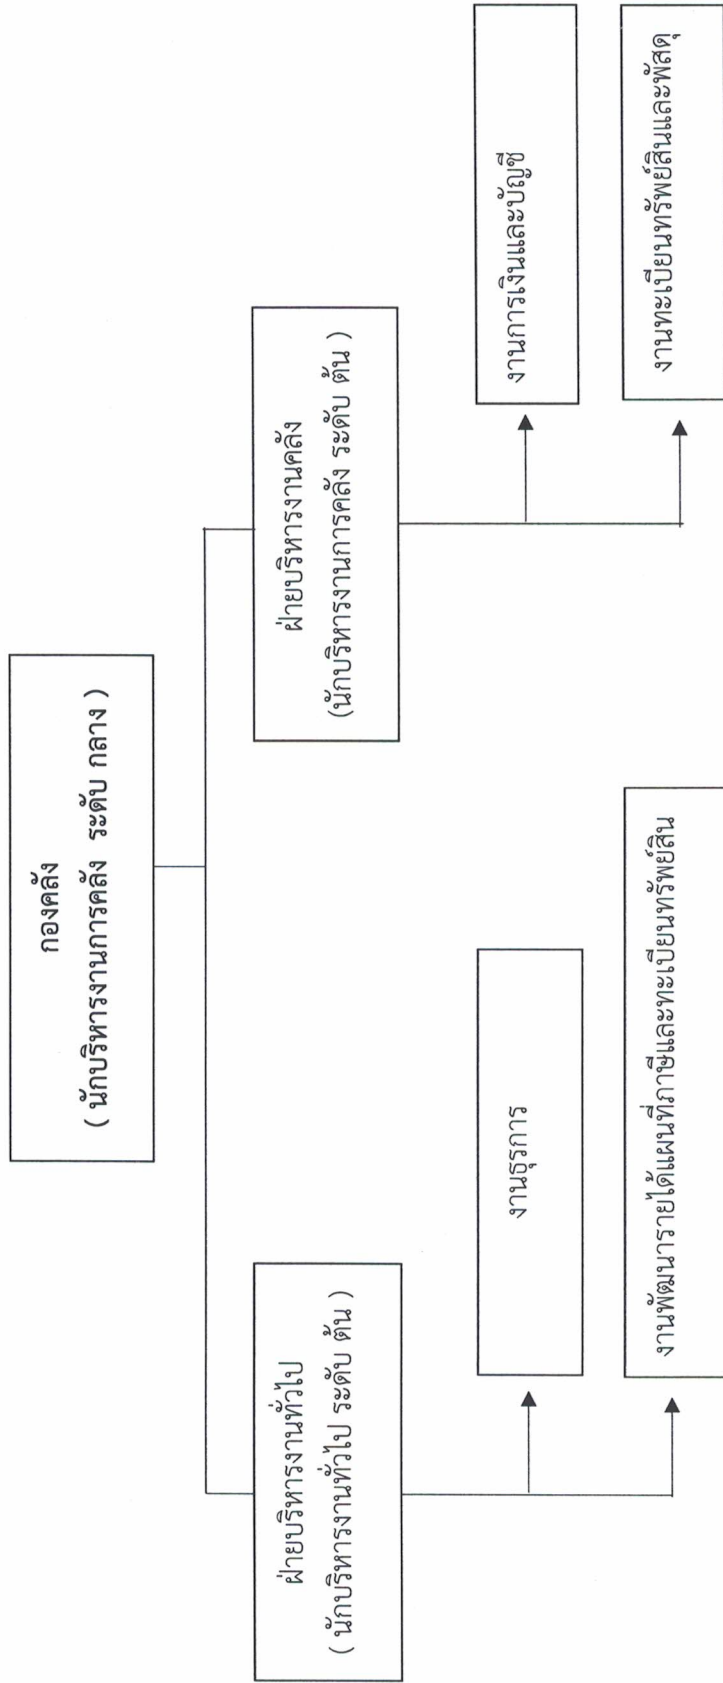 กองคลัง
( นักบริหารงานการคลัง ระดับ กลาง )
ฝ่ายบริหารงานทั่วไป
( นักบริหารงานทั่วไป ระดับ ต้น )
ฝ่ายบริหารงานคลัง
(นักบริหารงานการคลัง ระดับ ต้น )
งานธุรการ
งานพัฒนารายได้แผนที่ภาษีและทะเบียนทรัพย์สิน
งานการเงินและบัญชี
งานทะเบียนทรัพย์สินและพัสดุ